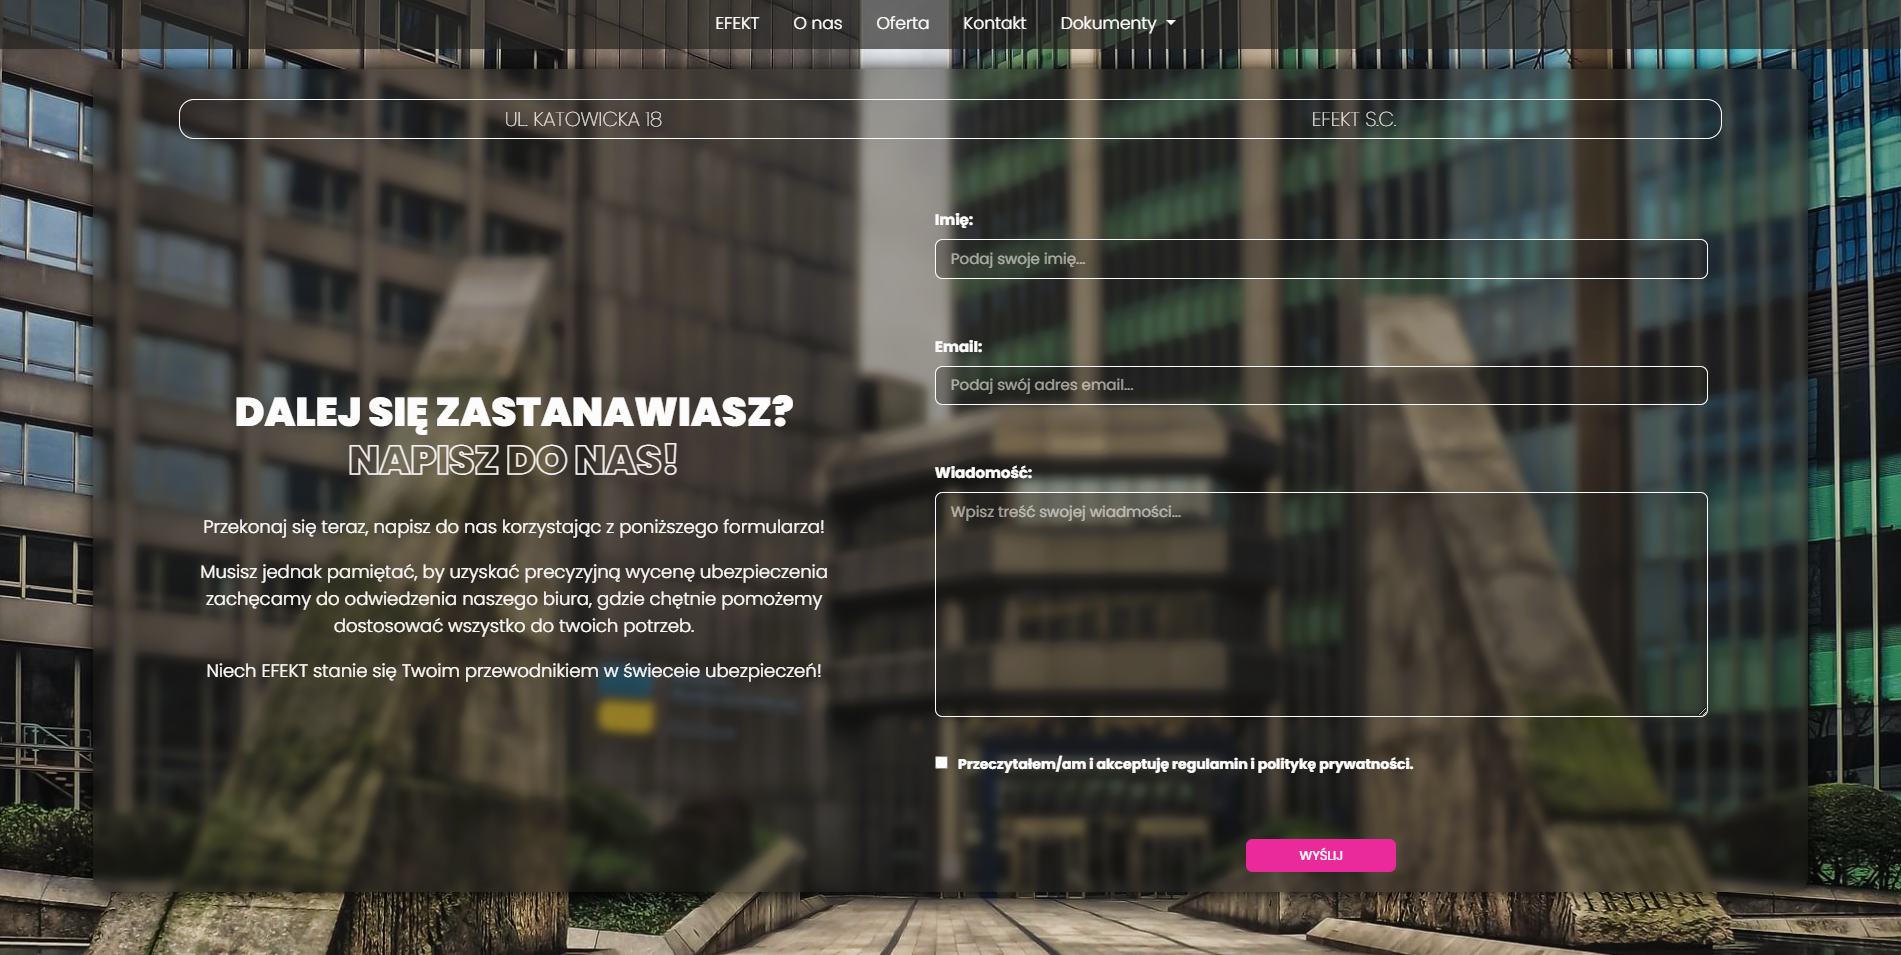 EFEKT O nas Oferta Kontakt Dokumenty
UL. KATOWICKA 18 EFEKT S.C.
DALEJ SIĘ ZASTANAWIASZ?
NAPISZ DO NAS!
Przekonaj się teraz, napisz do nas korzystając z poniższego formularza!
Musisz jednak pamiętać, by uzyskać precyzyjną wycenę ubezpieczenia
zachęcamy do odwiedzenia naszego biura, gdzie chętnie pomożemy
dostosować wszystko do twoich potrzeb.
Niech EFEKT stanie się Twoim przewodnikiem w świeceie ubezpieczeń!
Imię:
Podaj swoje imię...
Email:
Podaj swój adres email...
Wiadomość:
Wpisz treść swojej wiadmości...
Przeczytałem/am i akceptuję regulamin i politykę prywatności.
WYŚLIJ